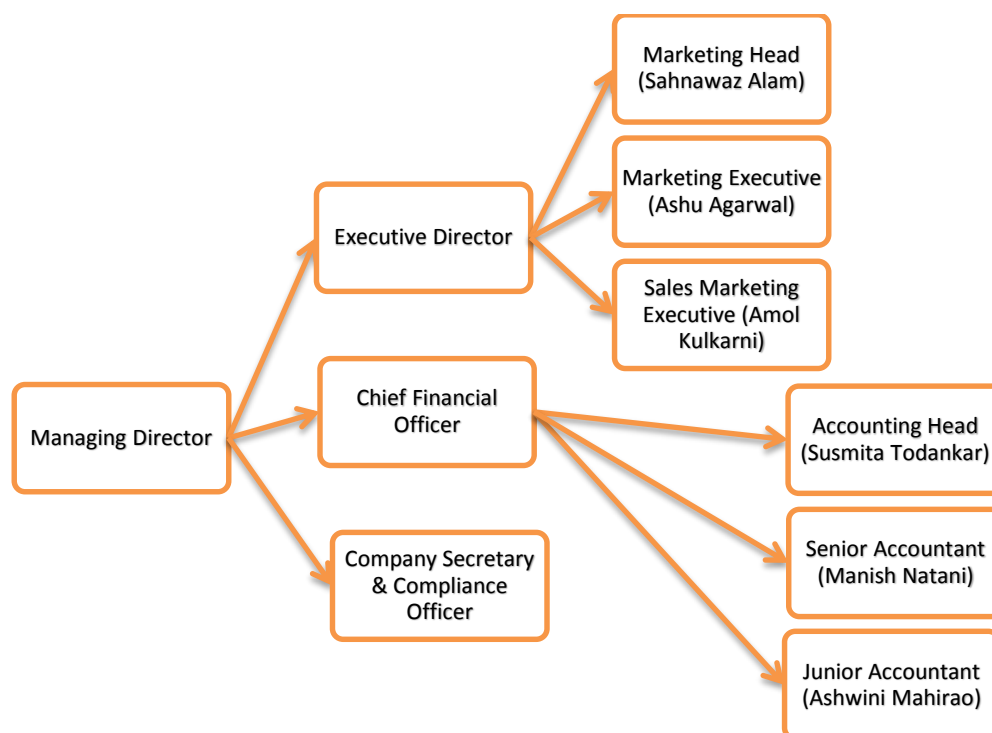 Marketing Head
(Sahnawaz Alam)
Marketing Executive
(Ashu Agarwal)
Executive Director
Sales Marketing
Executive (Amol
Kulkarni)
Chief Financial
Officer
Managing Director
Accounting Head
(Susmita Todankar)
Senior Accountant
(Manish Natani)
Company Secretary
& Compliance
Officer
Junior Accountant
(Ashwini Mahirao)